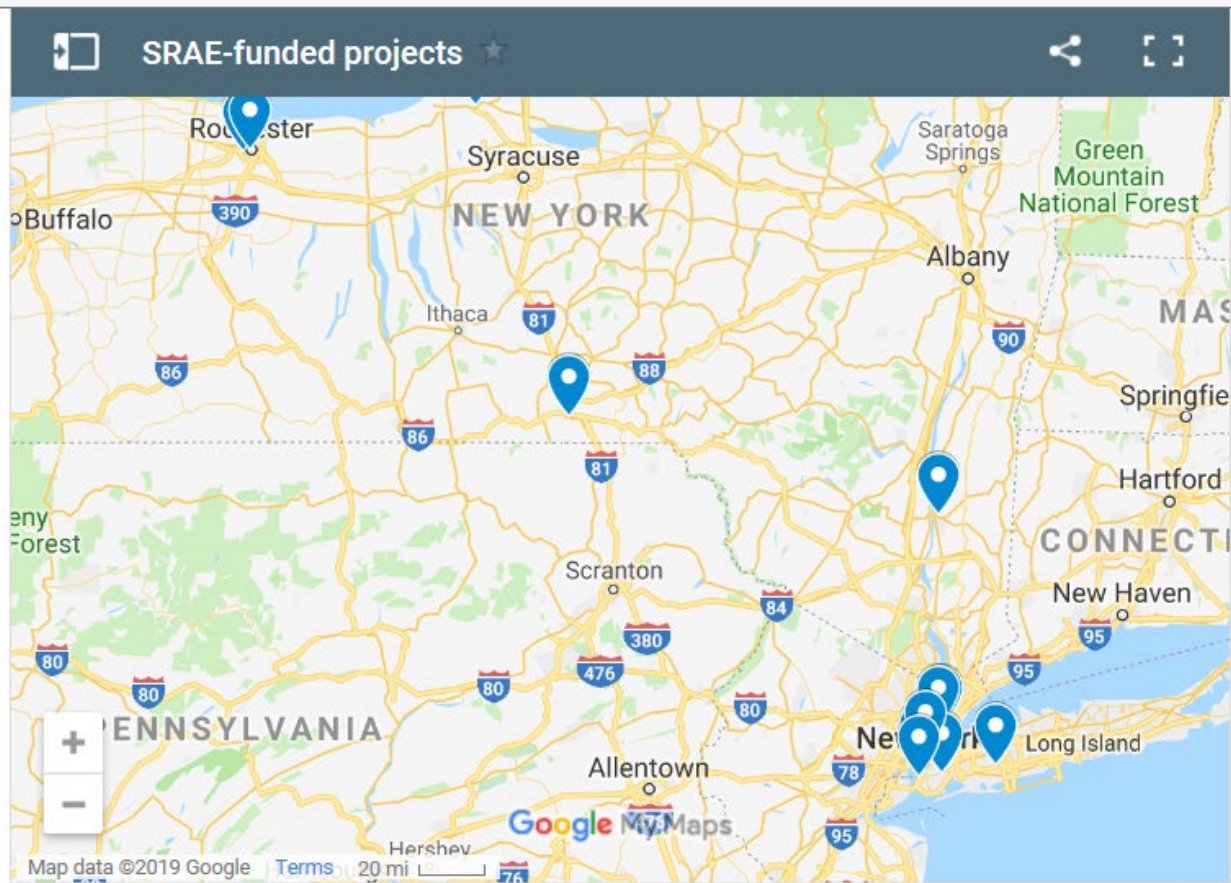 SRAE-funded projects
Rochester
Syracuse
Saratoga
Springs
Green
Mountain
National Forest
390
Buffalo
NEW YORK
Albany
Ithaca
81
MAS
90
86
88
Springfie
86
81
Hartford
eny
Forest
CONNECTI
Scranton
New Haven
84
95
380
80
476
95
80
80
80
PENNSYLVANIA
New York
Long Island
+
Allentown
78
−
Google My Maps
95
Hershey
Map data ©2019 Google Terms 20 mi
76